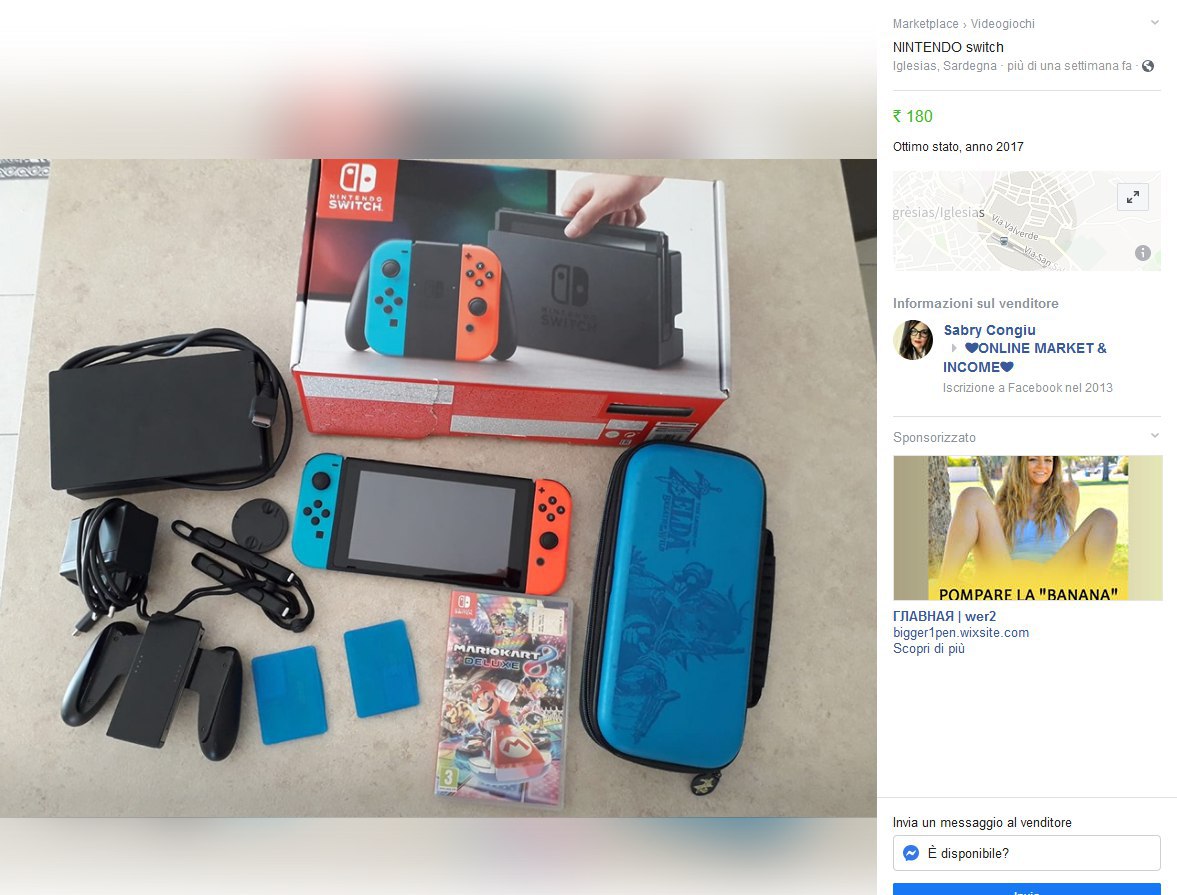 Marketplace › Videogiochi
NINTENDO switch
Iglesias, Sardegna · più di una settimana fa ·
₹ 180
Ottimo stato, anno 2017
grèsias/Iglesias
Via Valverde
Via San
Informazioni sul venditore
Sabry Congiu
ONLINE MARKET &
INCOME
Iscrizione a Facebook nel 2013
Sponsorizzato
POMPARE LA "BANANA"
ГЛАВНАЯ | wer2
bigger1pen.wixsite.com
Scopri di più
Invia un messaggio al venditore
È disponibile?
Invia
NINTENDO
SWITCH
NINTENDO
SWITCH
ZELDA
SWITCH
MARIOKART 8
DELUXE
3